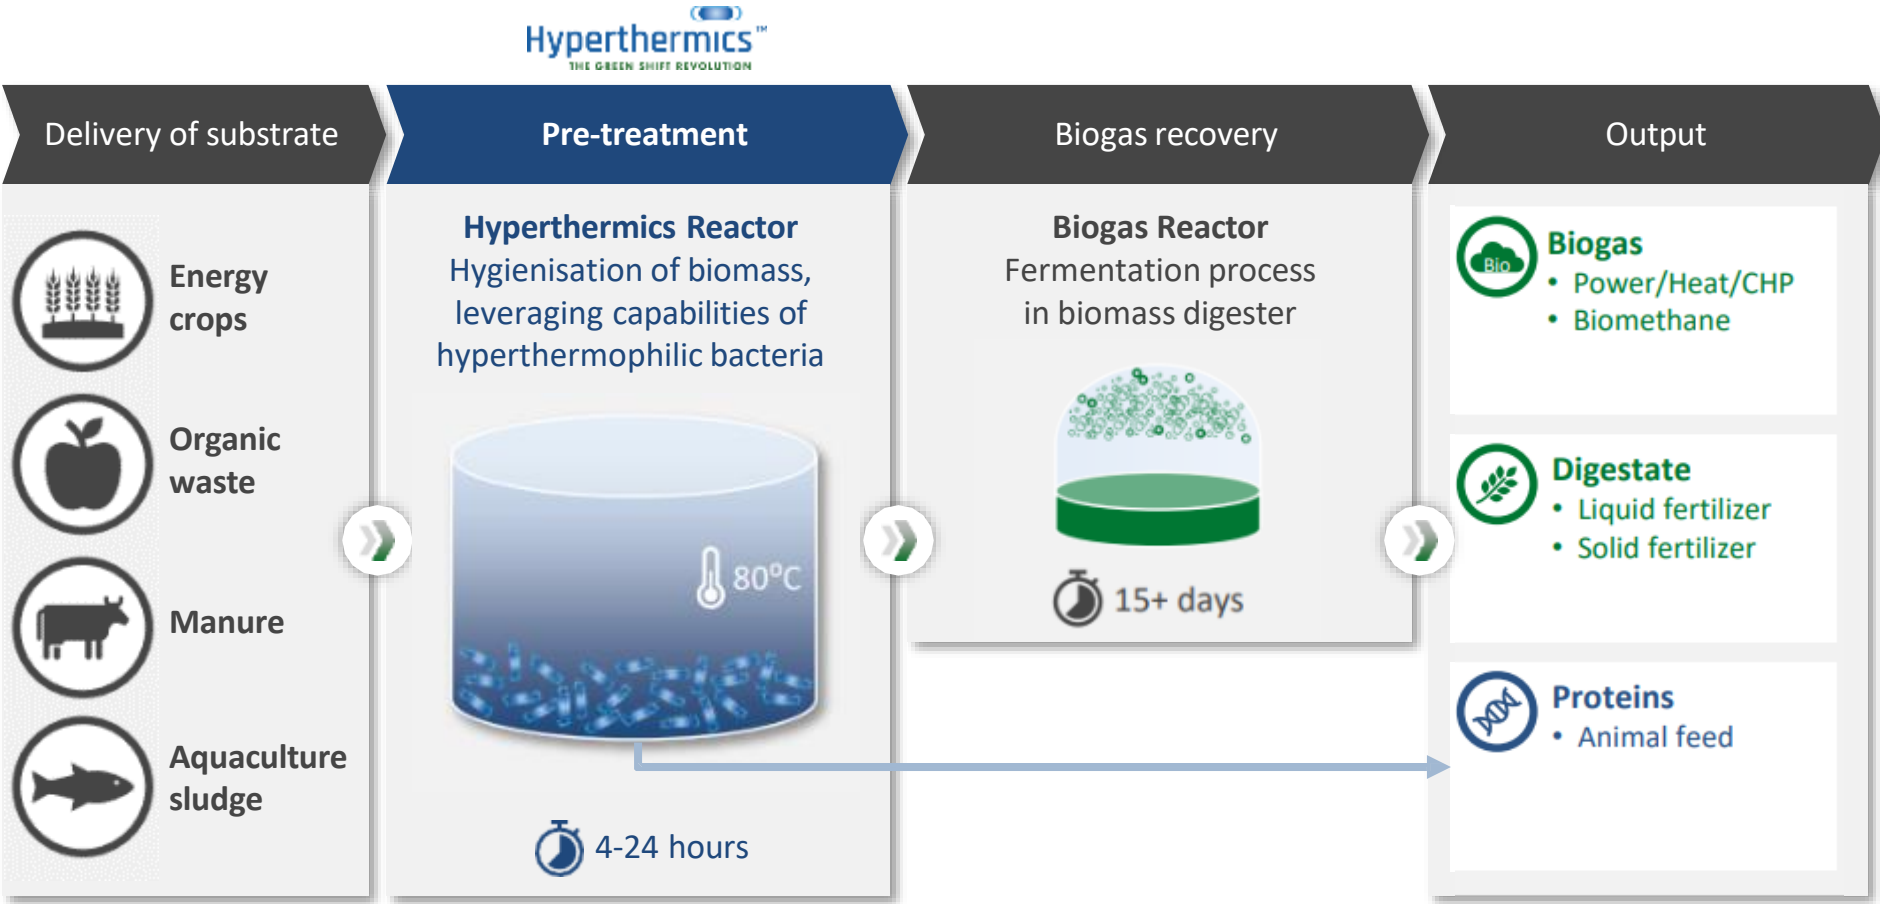 Hyperthermics™
THE GREEN SHIFT REVOLUTION
Delivery of substrate
Pre-treatment
Biogas recovery
Output
Energy
crops
Organic
waste
Manure
Aquaculture
sludge
Hyperthermics Reactor
Hygienisation of biomass,
leveraging capabilities of
hyperthermophilic bacteria
80°C
4-24 hours
Biogas Reactor
Fermentation process
in biomass digester
15+ days
Bio
Biogas
• Power/Heat/CHP
• Biomethane
Digestate
• Liquid fertilizer
• Solid fertilizer
Proteins
• Animal feed